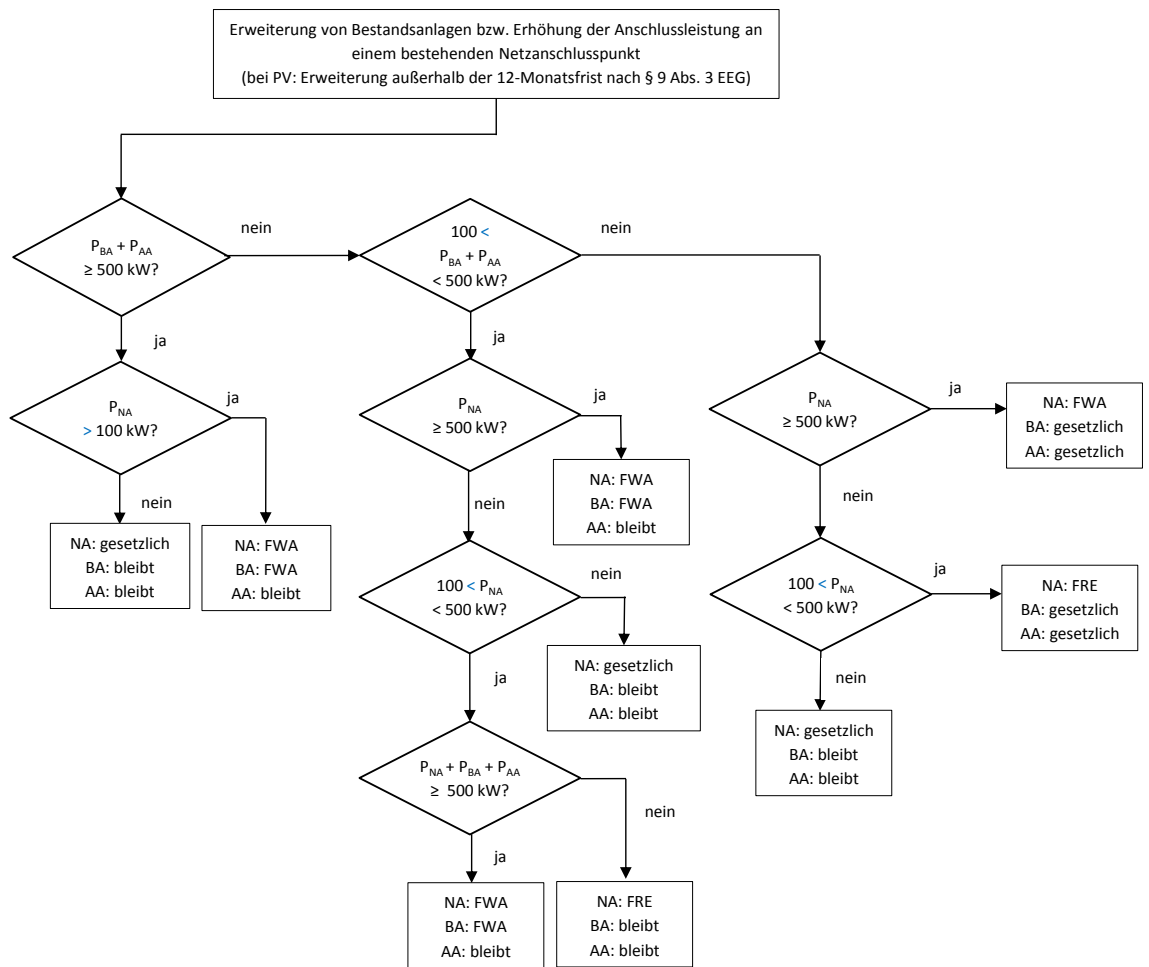 Erweiterung von Bestandsanlagen bzw. Erhöhung der Anschlussleistung an
einem bestehenden Netzanschlusspunkt
(bei PV: Erweiterung außerhalb der 12-Monatsfrist nach § 9 Abs. 3 EEG)
P_BA + P_AA
≥ 500 kW?
nein
100 <
P_BA + P_AA
< 500 kW?
nein
ja
ja
P_NA
> 100 kW?
ja
P_NA
≥ 500 kW?
ja
P_NA
≥ 500 kW?
ja
NA: FWA
BA: gesetzlich
AA: gesetzlich
nein
NA: gesetzlich
BA: bleibt
AA: bleibt
NA: FWA
BA: FWA
AA: bleibt
nein
NA: FWA
BA: FWA
AA: bleibt
nein
100 < P_NA
< 500 kW?
nein
100 < P_NA
< 500 kW?
ja
NA: FRE
BA: gesetzlich
AA: gesetzlich
ja
NA: gesetzlich
BA: bleibt
AA: bleibt
nein
NA: gesetzlich
BA: bleibt
AA: bleibt
P_NA + P_BA + P_AA
≥ 500 kW?
nein
ja
NA: FWA
BA: FWA
AA: bleibt
NA: FRE
BA: bleibt
AA: bleibt